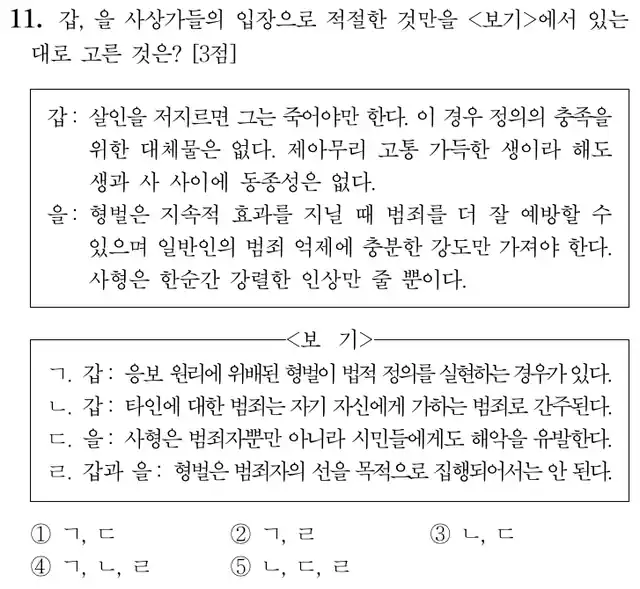 11. 갑, 을 사상가들의 입장으로 적절한 것만을 <보기>에서 있는
대로 고른 것은? [3점]
갑 : 살인을 저지르면 그는 죽어야만 한다. 이 경우 정의의 충족을
위한 대체물은 없다. 제아무리 고통 가득한 생이라 해도
생과 사 사이에 동종성은 없다.
을 : 형벌은 지속적 효과를 지닐 때 범죄를 더 잘 예방할 수
있으며 일반인의 범죄 억제에 충분한 강도만 가져야 한다.
사형은 한순간 강렬한 인상만 줄 뿐이다.
<보 기>
ㄱ. 갑 : 응보 원리에 위배된 형벌이 법적 정의를 실현하는 경우가 있다.
ㄴ. 갑 : 타인에 대한 범죄는 자기 자신에게 가하는 범죄로 간주된다.
ㄷ. 을 : 사형은 범죄자뿐만 아니라 시민들에게도 해악을 유발한다.
ㄹ. 갑과 을 : 형벌은 범죄자의 선을 목적으로 집행되어서는 안 된다.
① ㄱ, ㄷ ② ㄱ, ㄹ ③ ㄴ, ㄷ
④ ㄱ, ㄴ, ㄹ ⑤ ㄴ, ㄷ, ㄹ